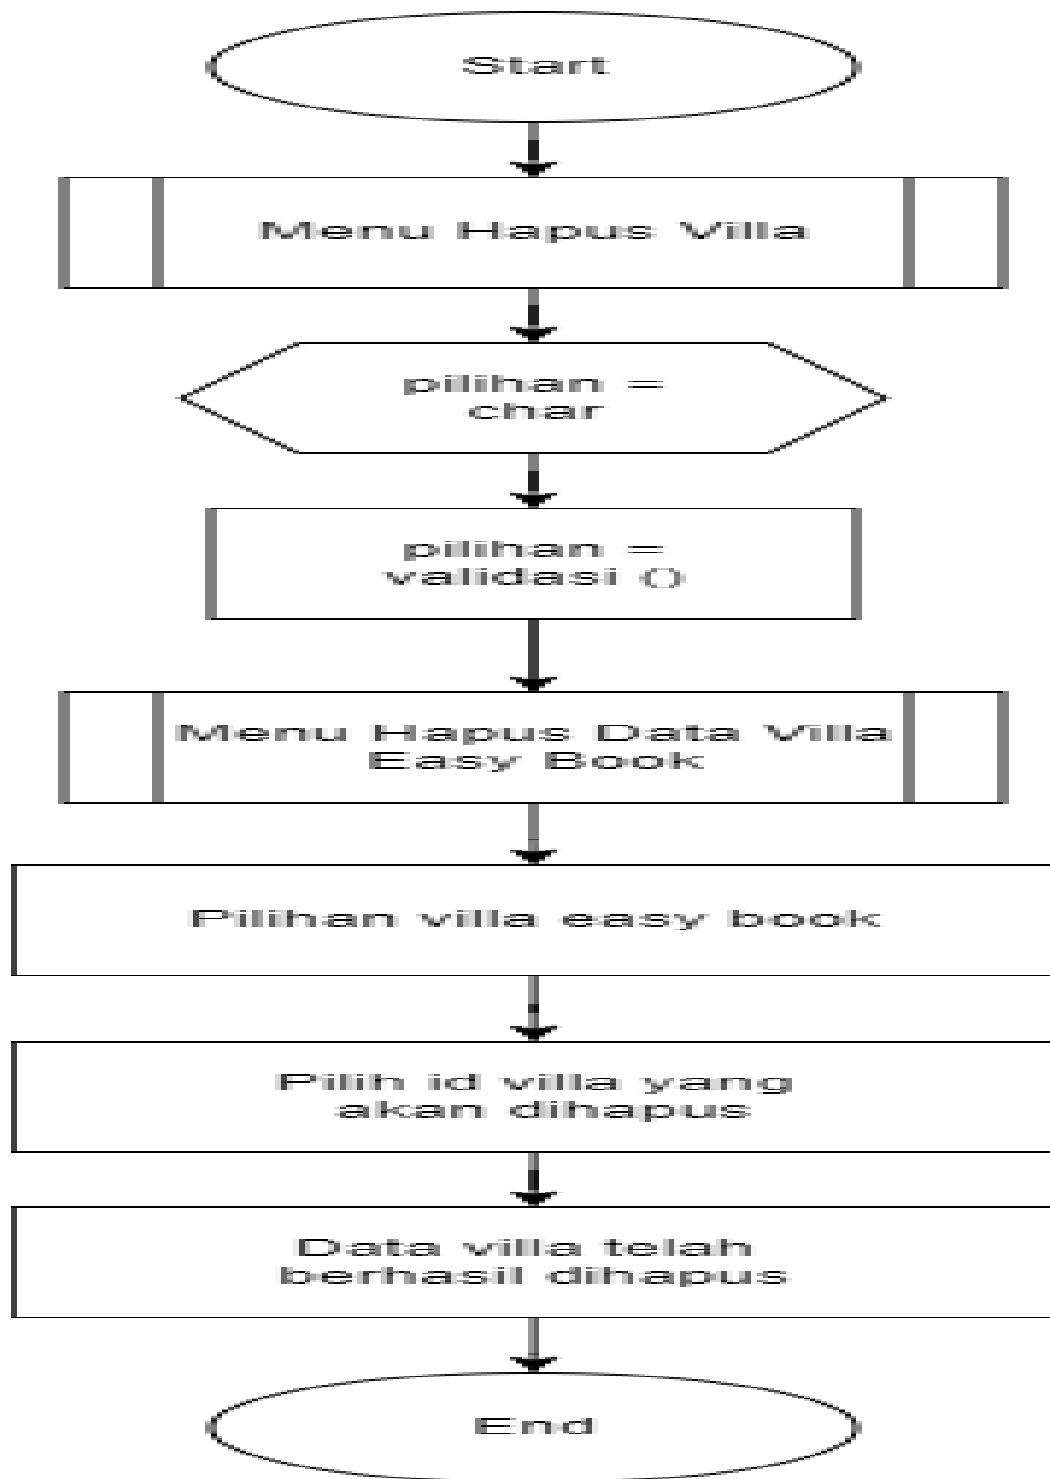 Start
Menu Hapus Villa
pilihan =
char
pilihan =
validasi ()
Menu Hapus Data Villa
Easy Book
Pilihan villa easy book
Pilih id villa yang
akan dihapus
Data villa telah
berhasil dihapus
End